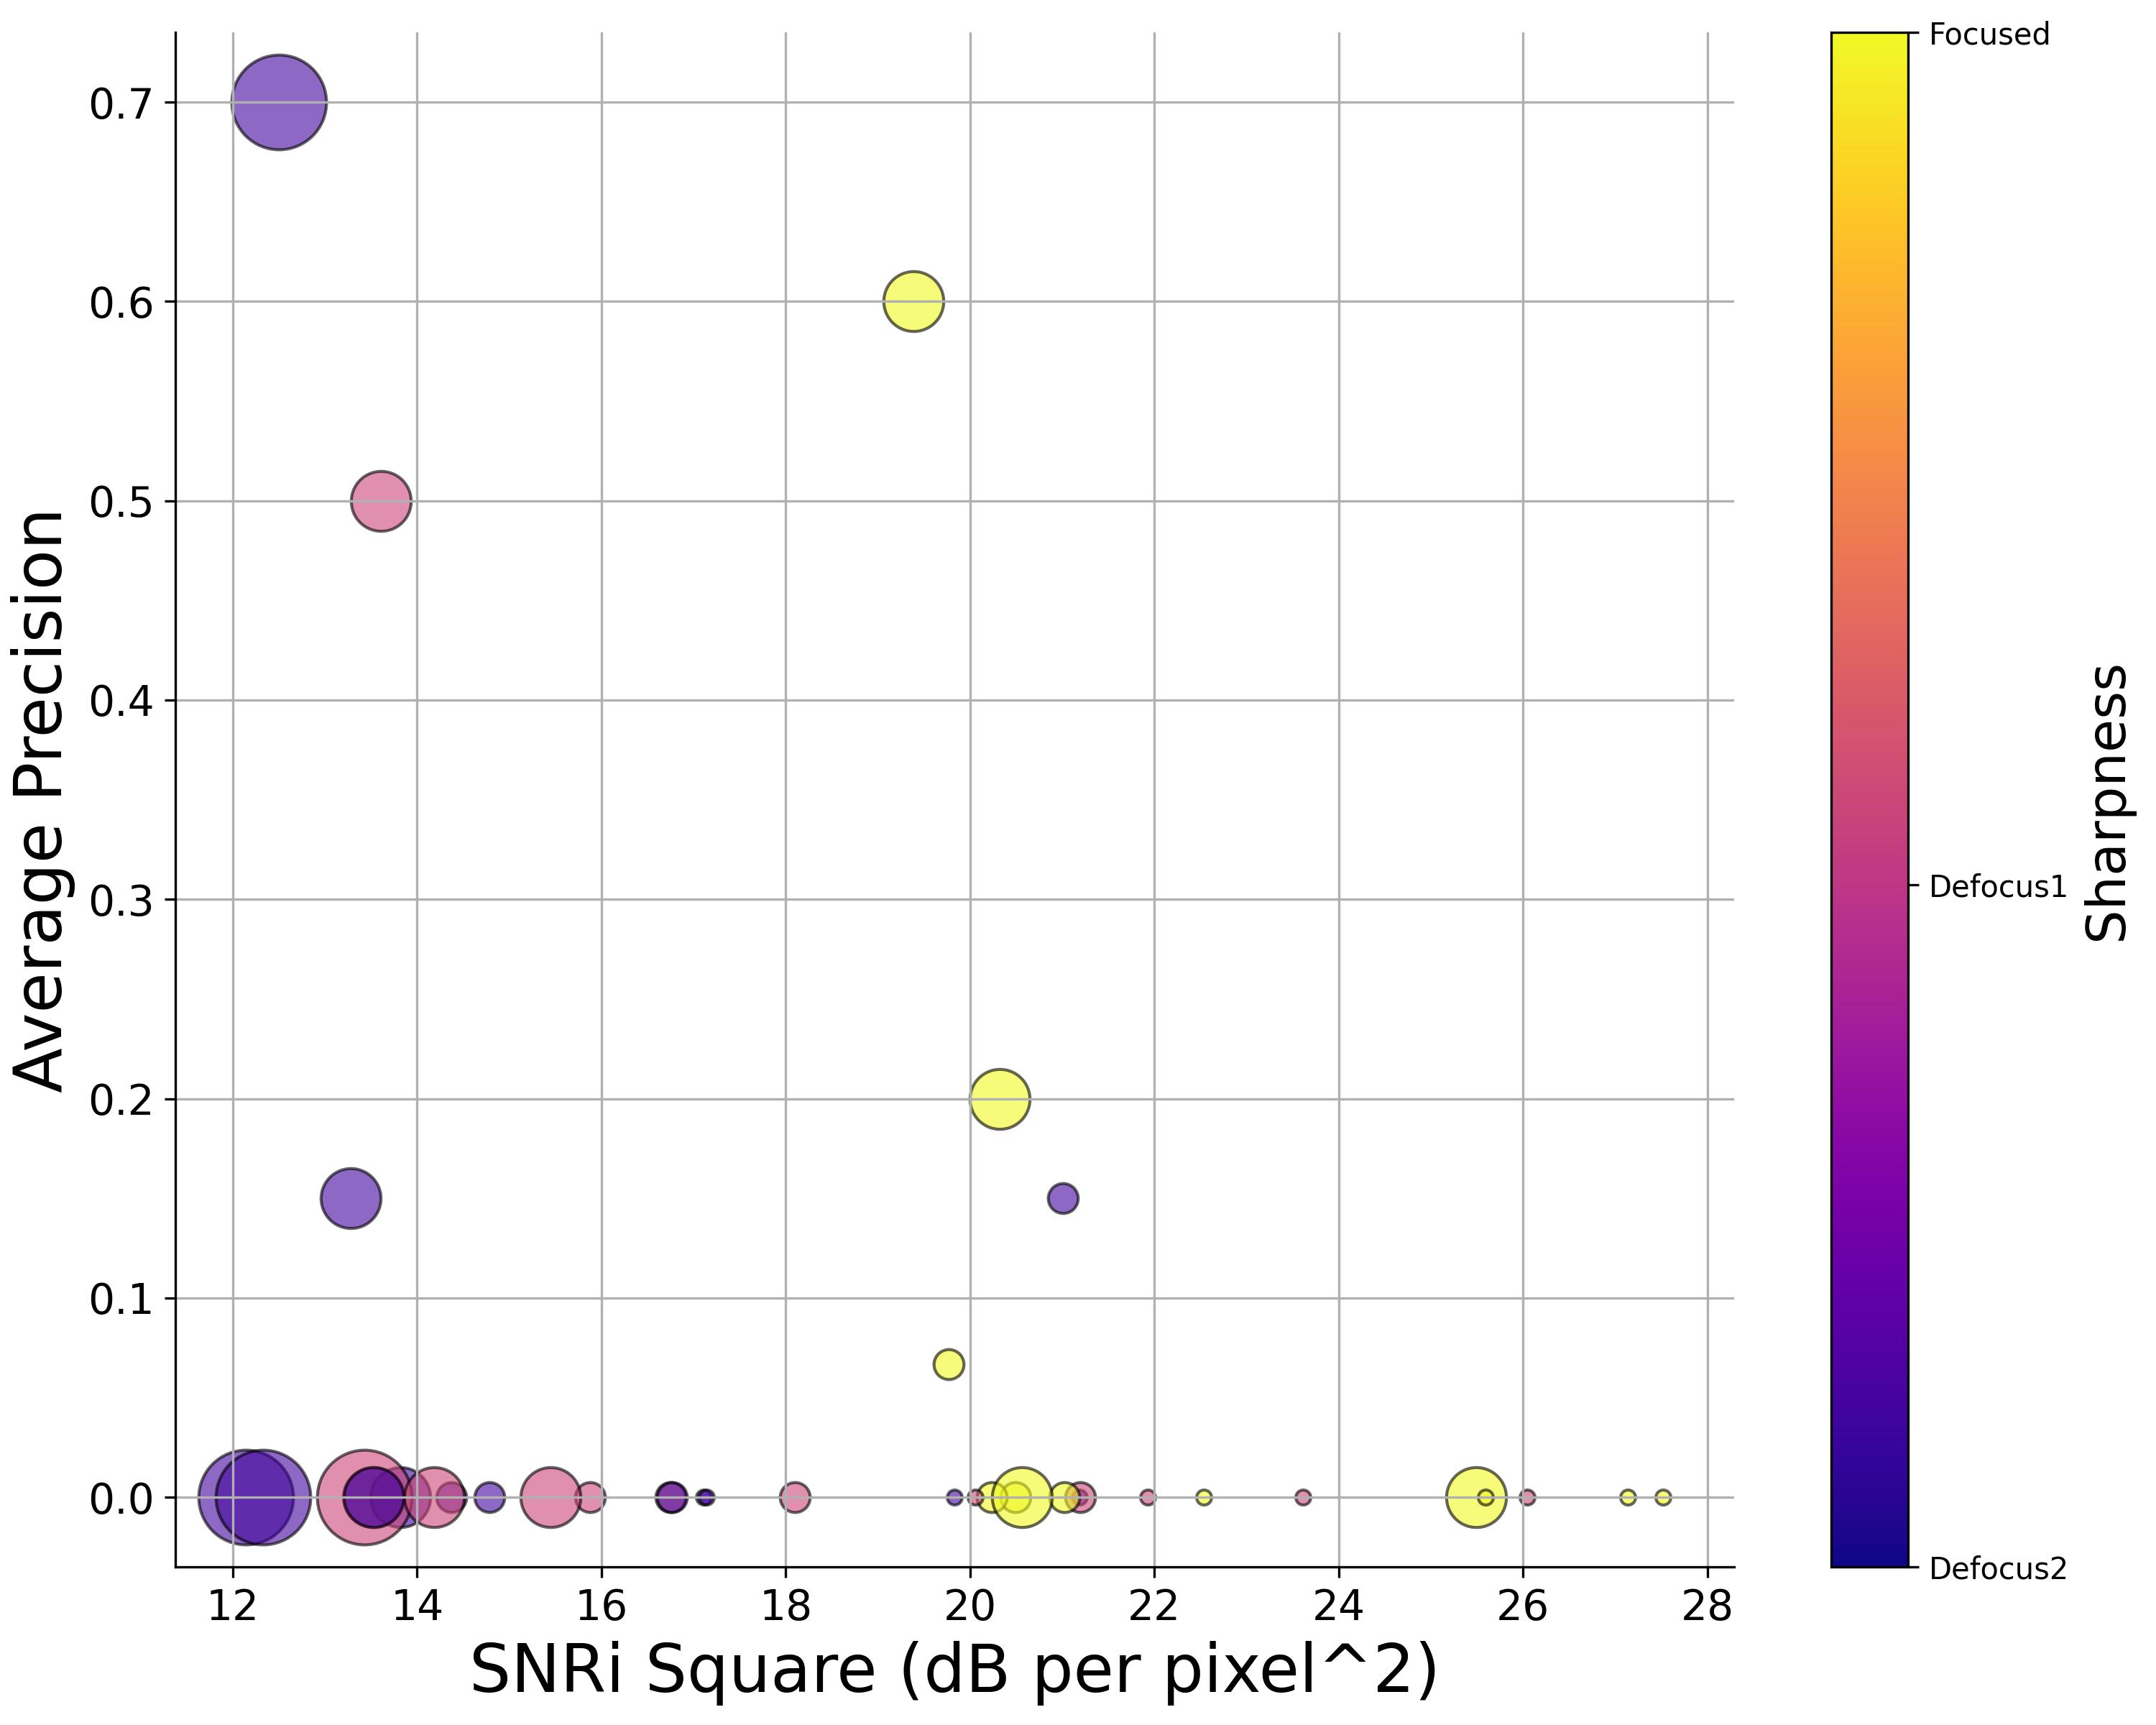 Average Precision
0.7
0.6
0.5
0.4
0.3
0.2
0.1
0.0
12 14 16 18 20 22 24 26 28
SNRi Square (dB per pixel^2)
Focused
Defocus1
Defocus2
Sharpness